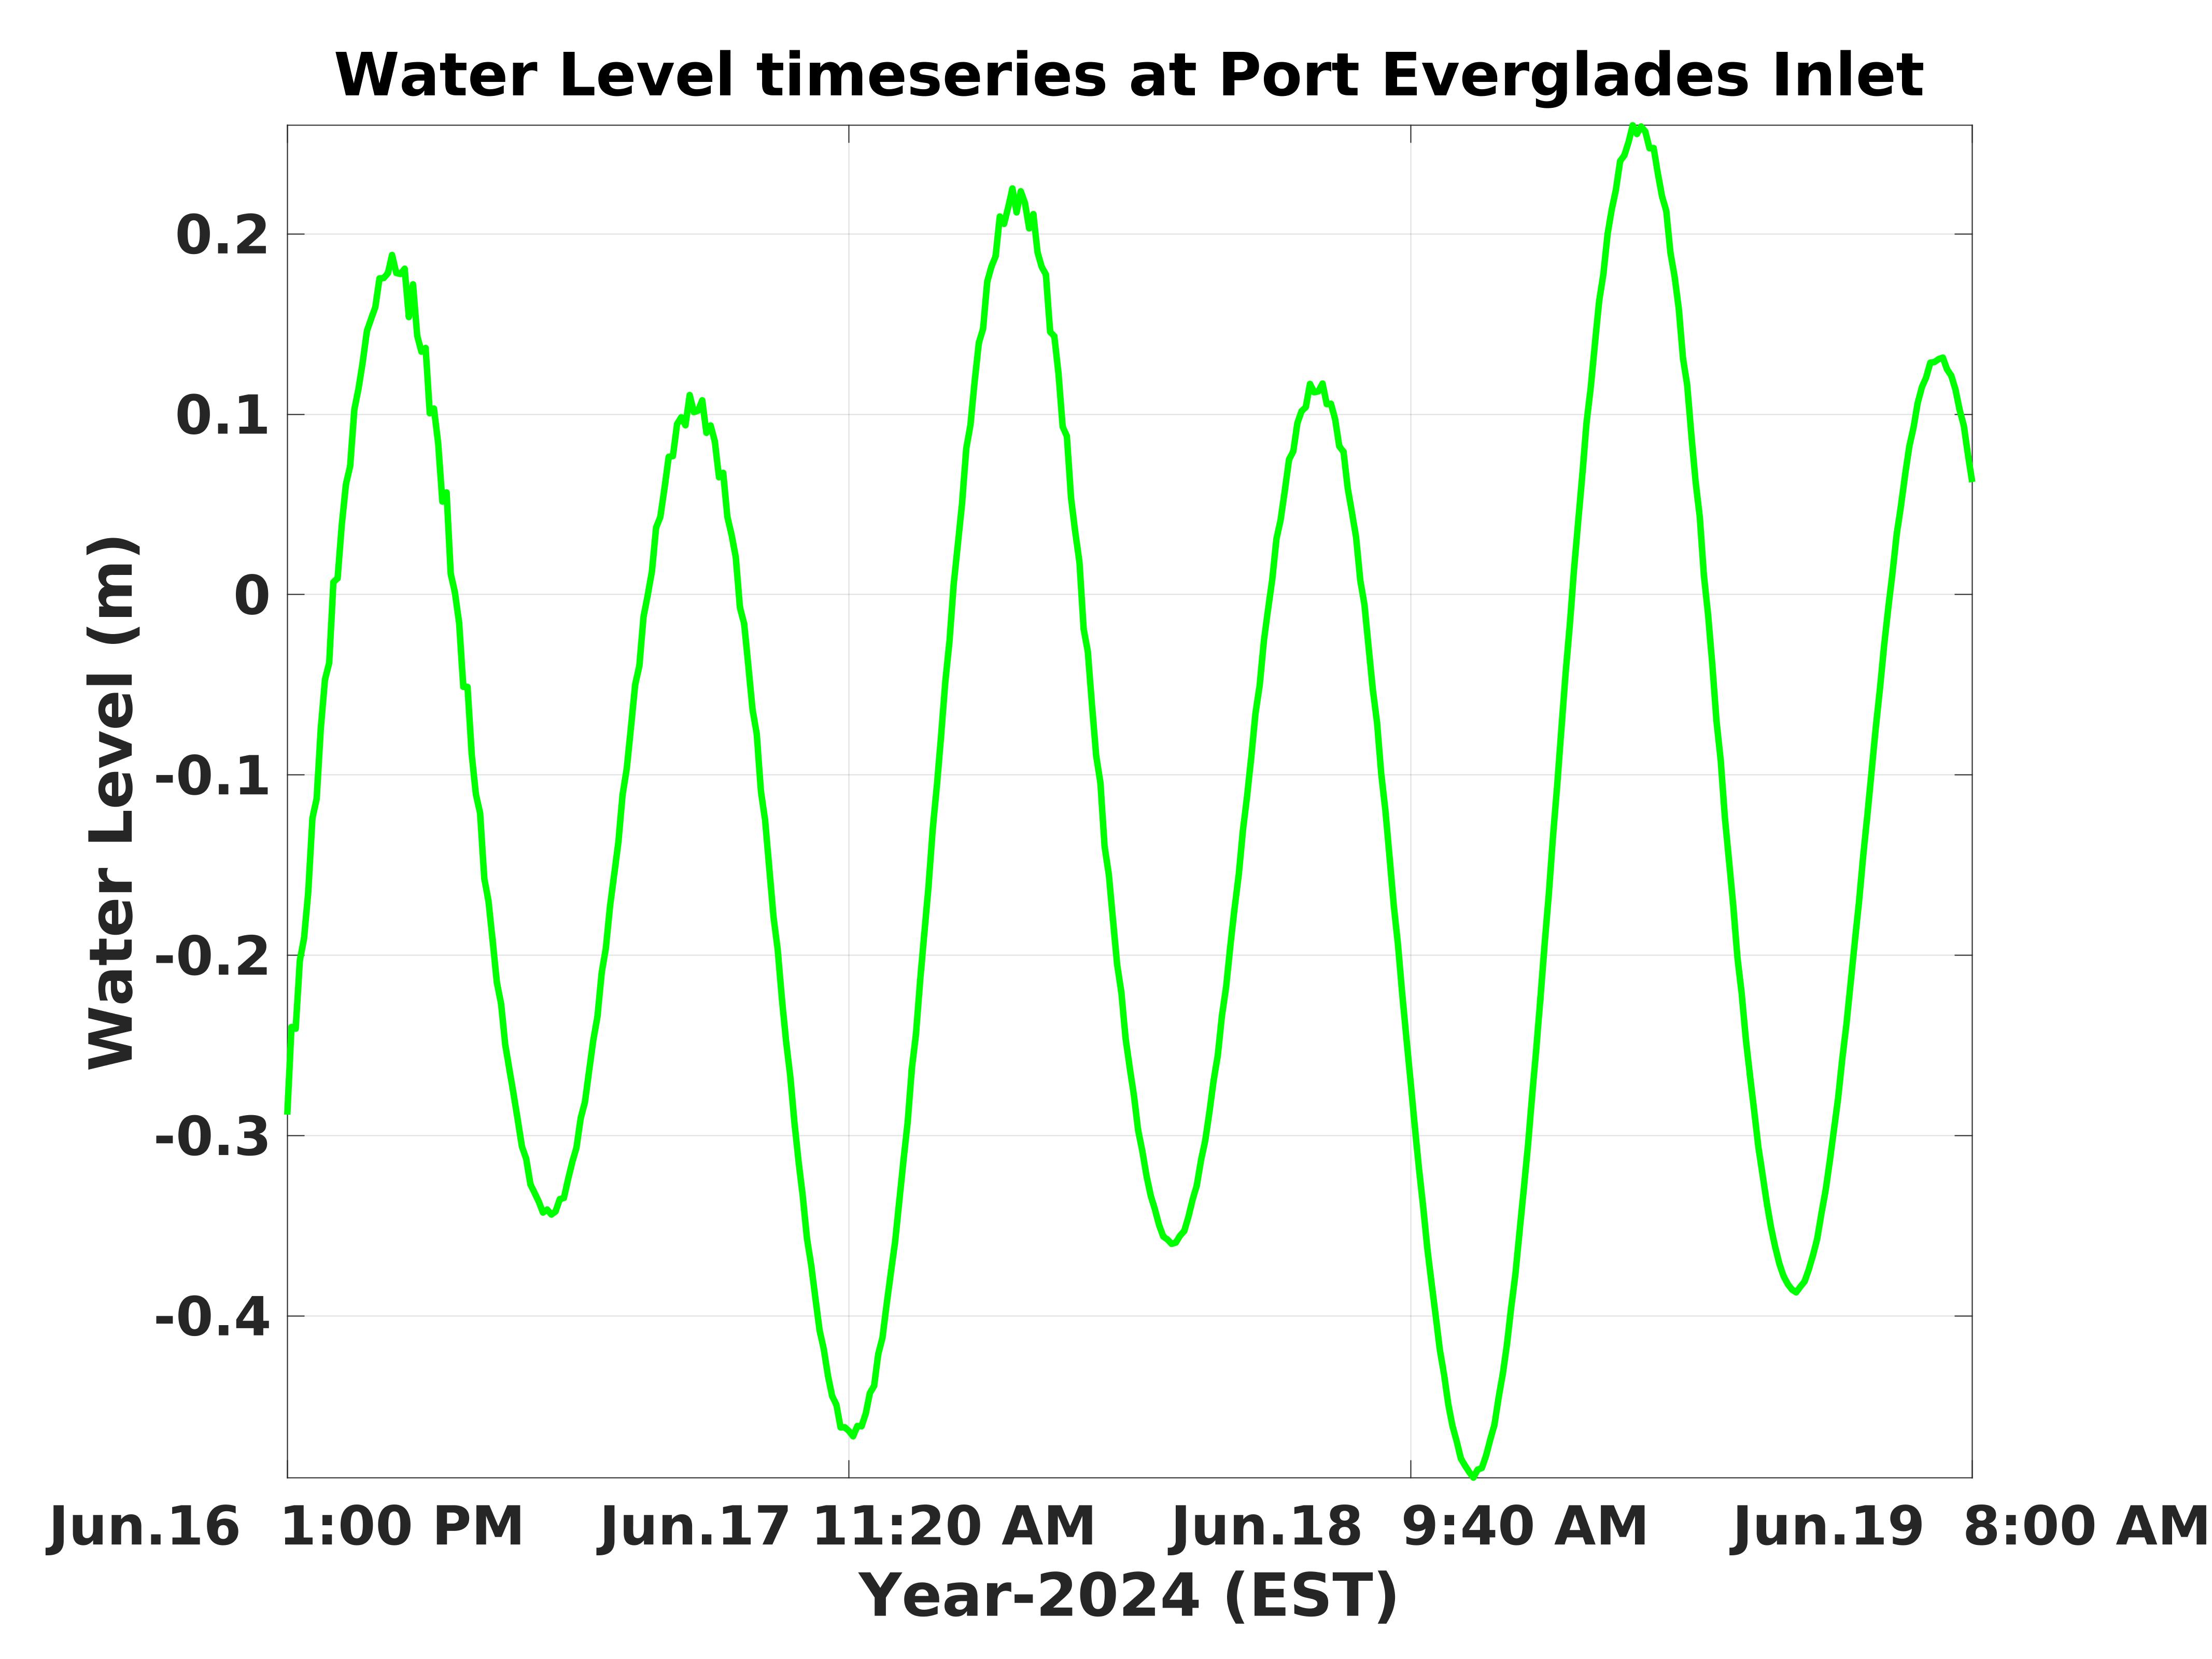 Water Level timeseries at Port Everglades Inlet
Water Level (m)
0.2
0.1
0
-0.1
-0.2
-0.3
-0.4
Jun.16 1:00 PM Jun.17 11:20 AM Jun.18 9:40 AM Jun.19 8:00 AM
Year-2024 (EST)